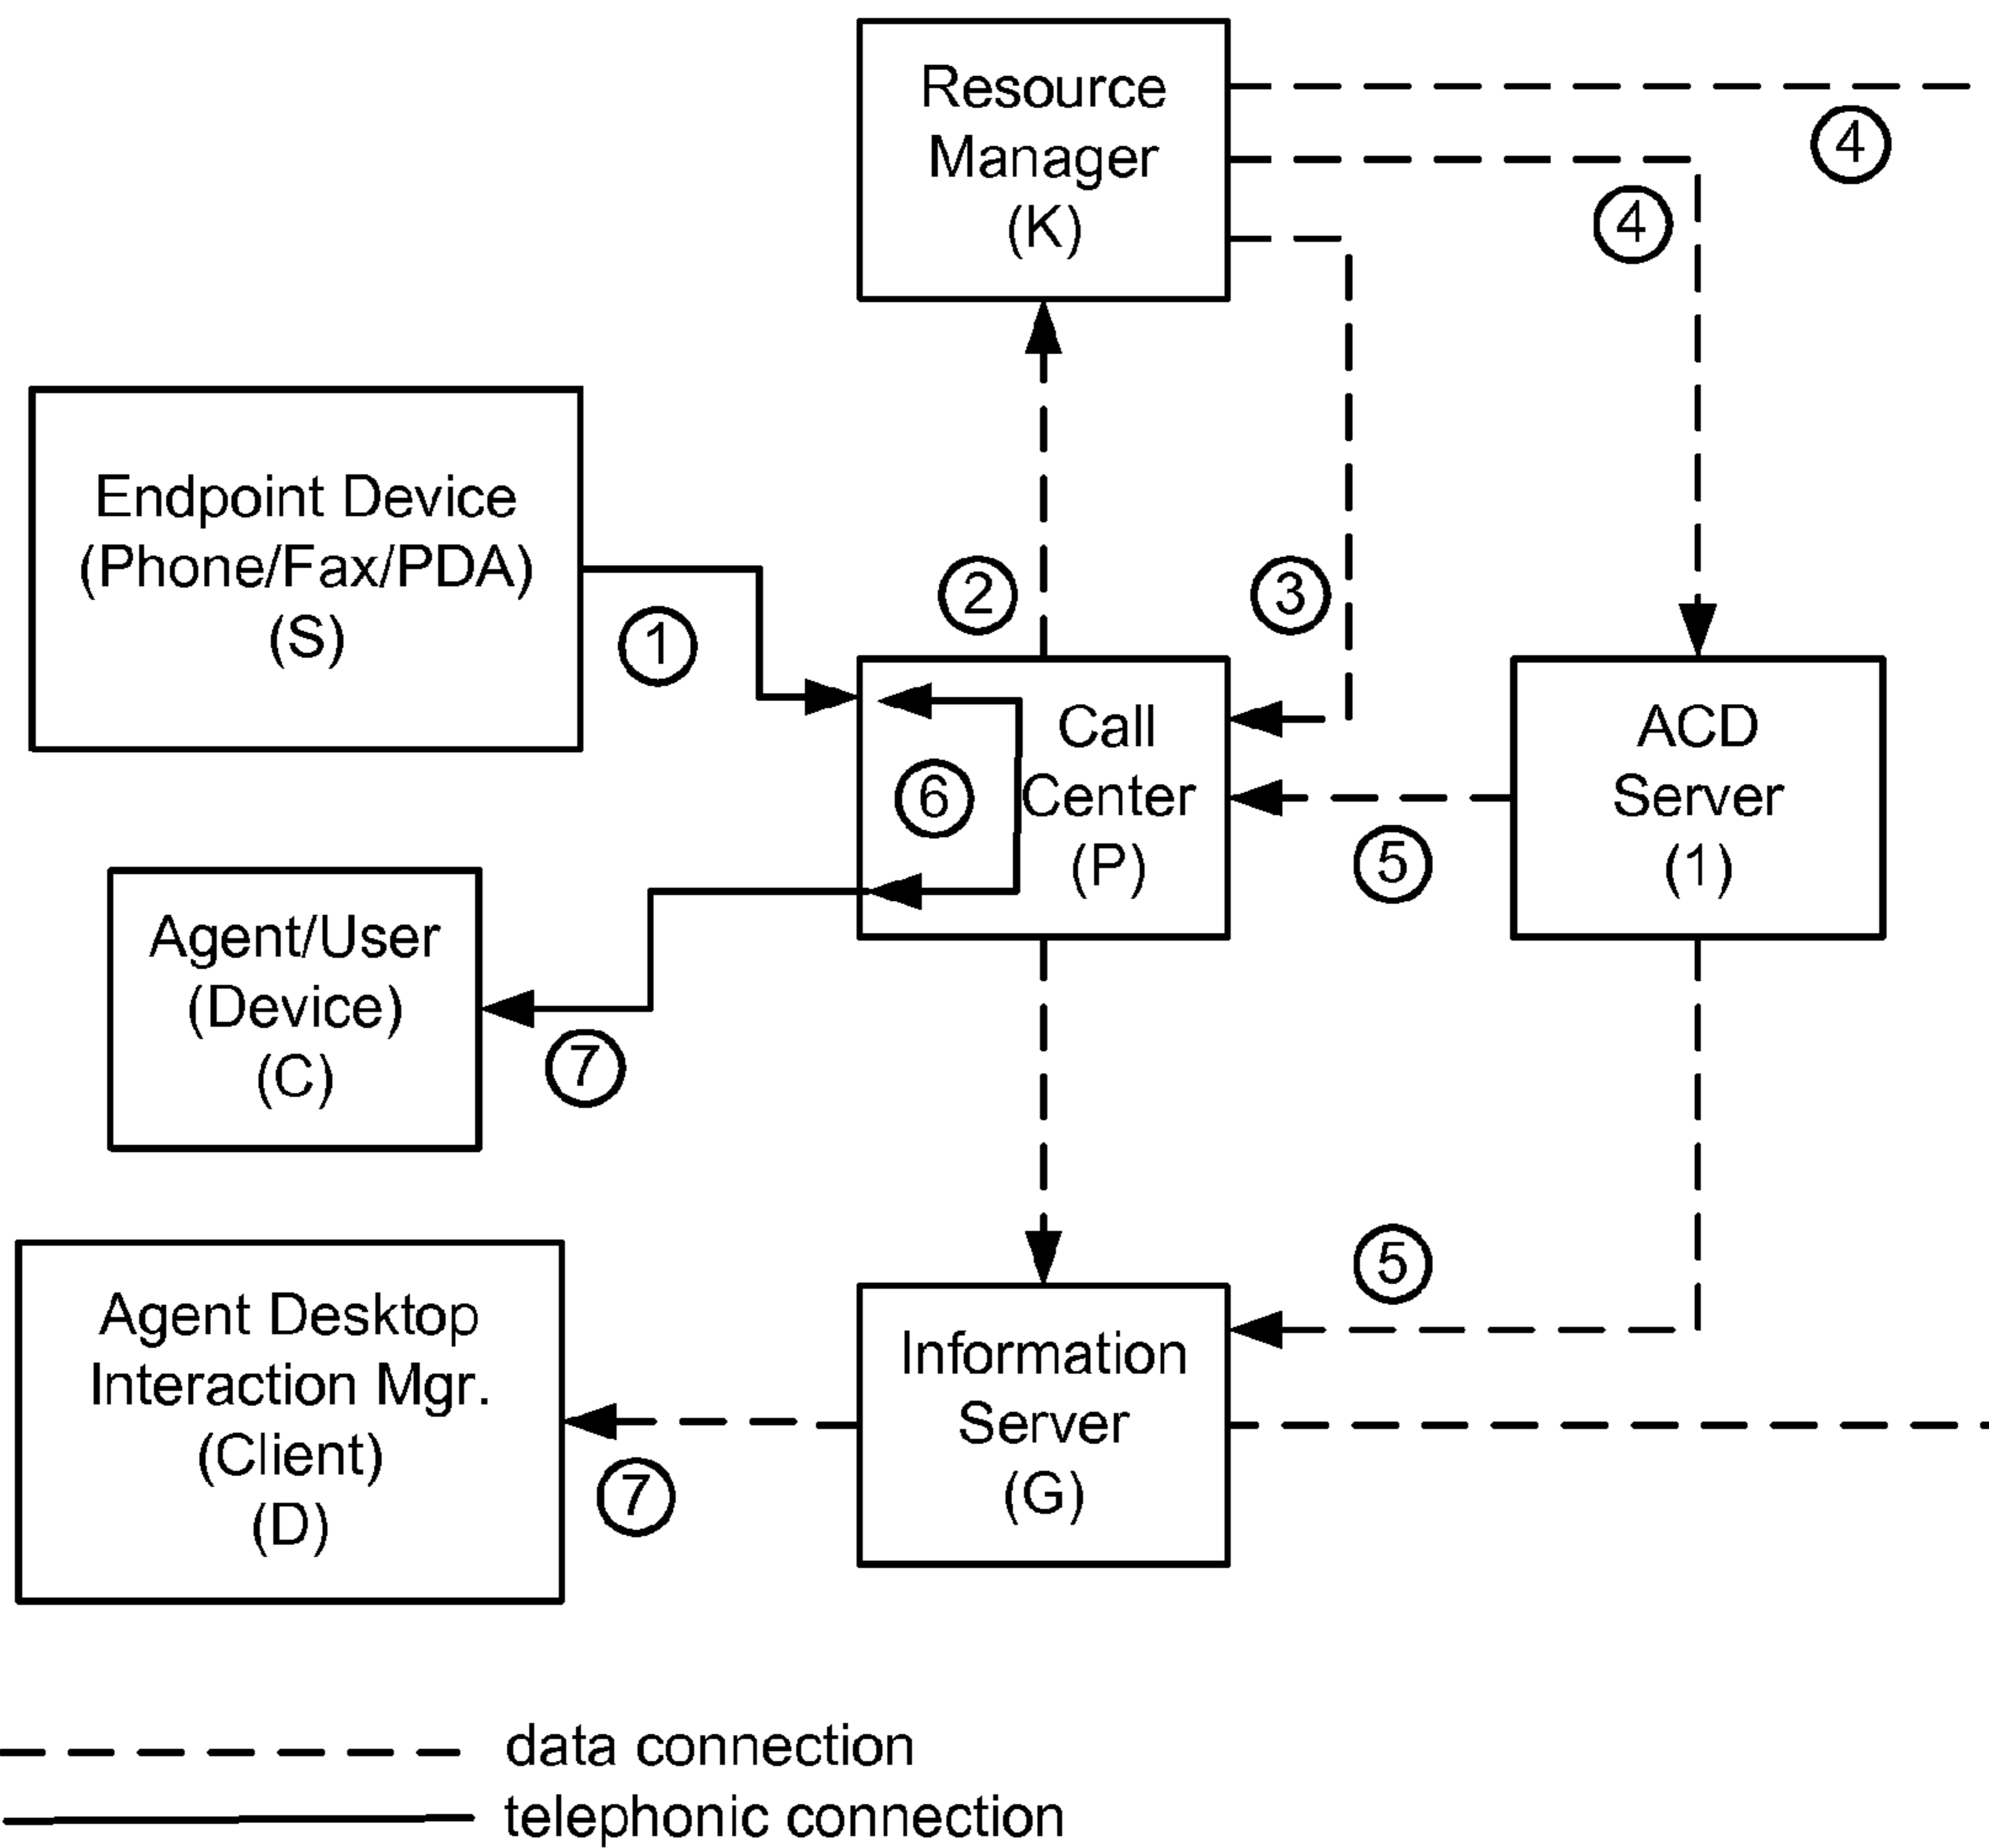 Resource
Manager
(K)
4
4
Endpoint Device
(Phone/Fax/PDA)
(S)
1
2
3
Call
Center
(P)
6
ACD
Server
(1)
5
Agent/User
(Device)
(C)
7
5
Agent Desktop
Interaction Mgr.
(Client)
(D)
7
Information
Server
(G)
data connection
telephonic connection